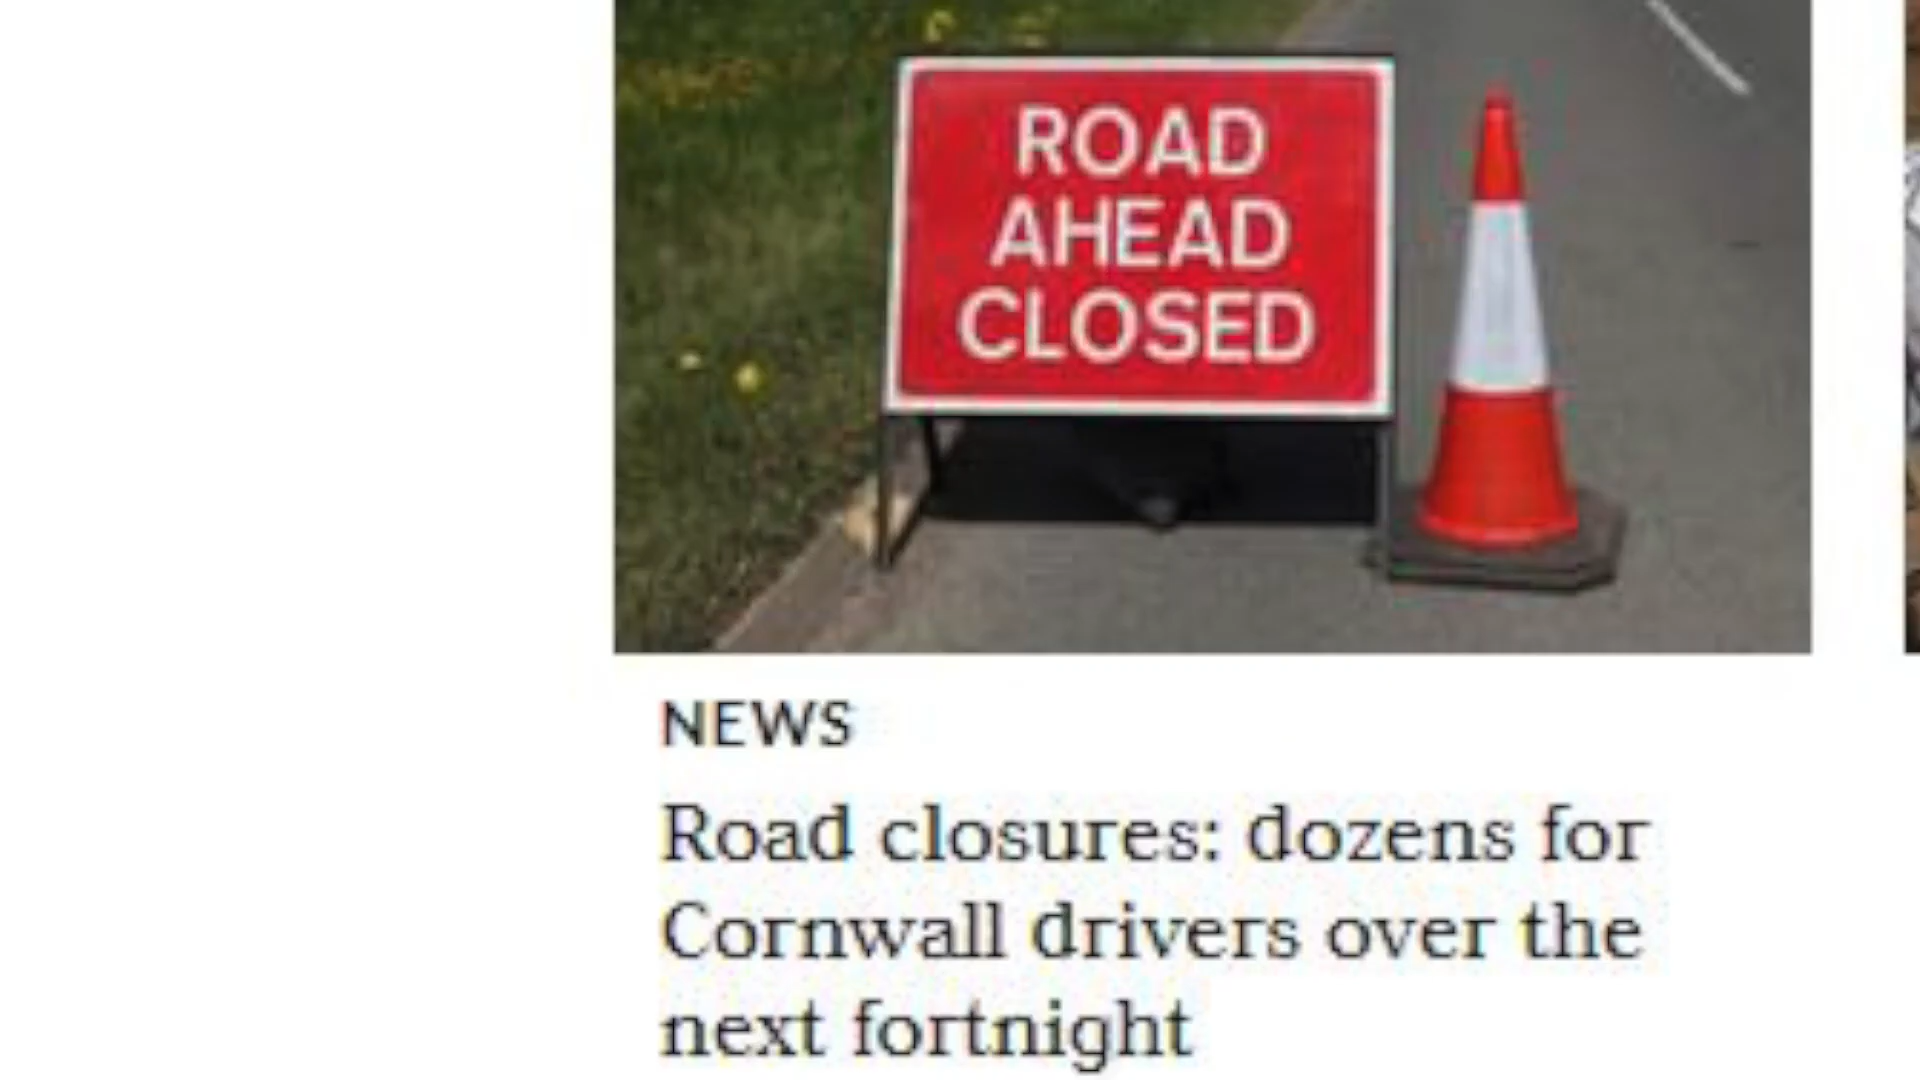 ROAD
AHEAD
CLOSED
NEWS
Road closures: dozens for
Cornwall drivers over the
next fortnight